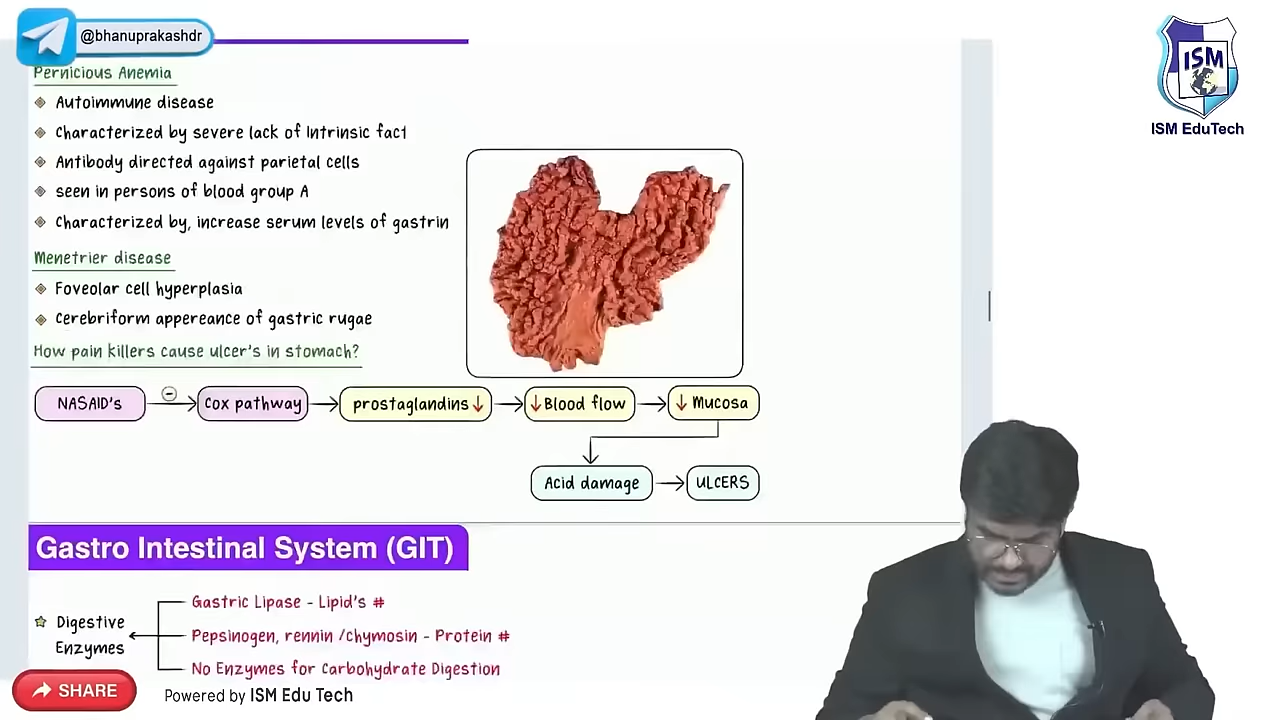 @bhanuprakashdr
ISM
ISM EduTech
Pernicious Anemia
Autoimmune disease
Characterized by severe lack of Intrinsic fact
Antibody directed against parietal cells
seen in persons of blood group A
Characterized by, increase serum levels of gastrin
Menetrier disease
Foveolar cell hyperplasia
Cerebriform appereance of gastric rugae
How pain killers cause ulcer's in stomach?
NASAID's
Cox pathway
prostaglandins ↓
↓ Blood flow
↓ Mucosa
Acid damage
ULCERS
Gastro Intestinal System (GIT)
Digestive
Enzymes
Gastric Lipase - Lipid's #
Pepsinogen, rennin /chymosin - Protein #
No Enzymes for Carbohydrate Digestion
SHARE
Powered by ISM Edu Tech